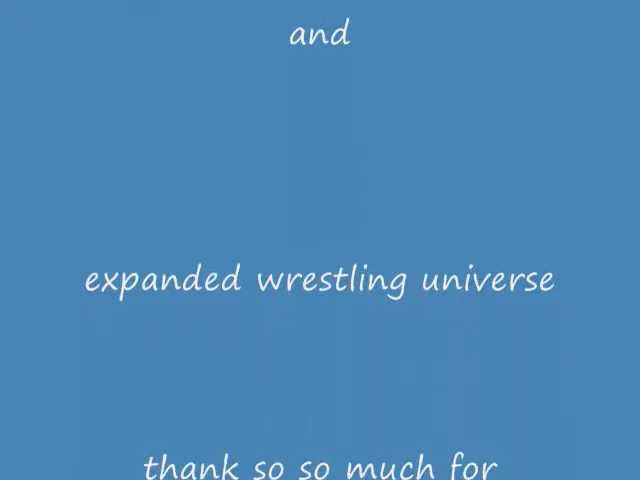 and
expanded wrestling universe
thank so so much for